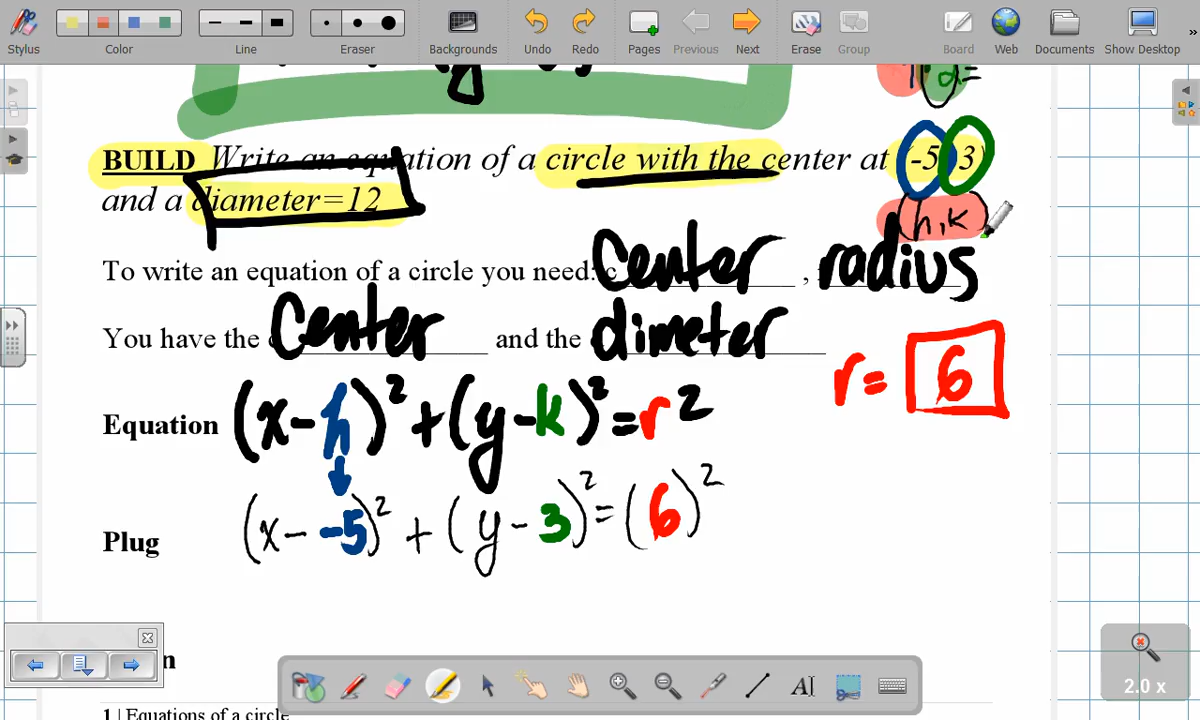 Stylus Color Line Eraser Backgrounds Undo Redo Pages Previous Next Erase Group Board Web Documents Show Desktop »
d=
BUILD Write an equation of a circle with the center at (-5, 3)
and a diameter=12
(h,k)
To write an equation of a circle you need: c center , radius
You have the center and the dimeter
r= 6
Equation (x-h)²+(y-k)²=r²
Plug (x--5)²+(y-3)²=(6)²
n
1 | Equations of a circle
2.0 x